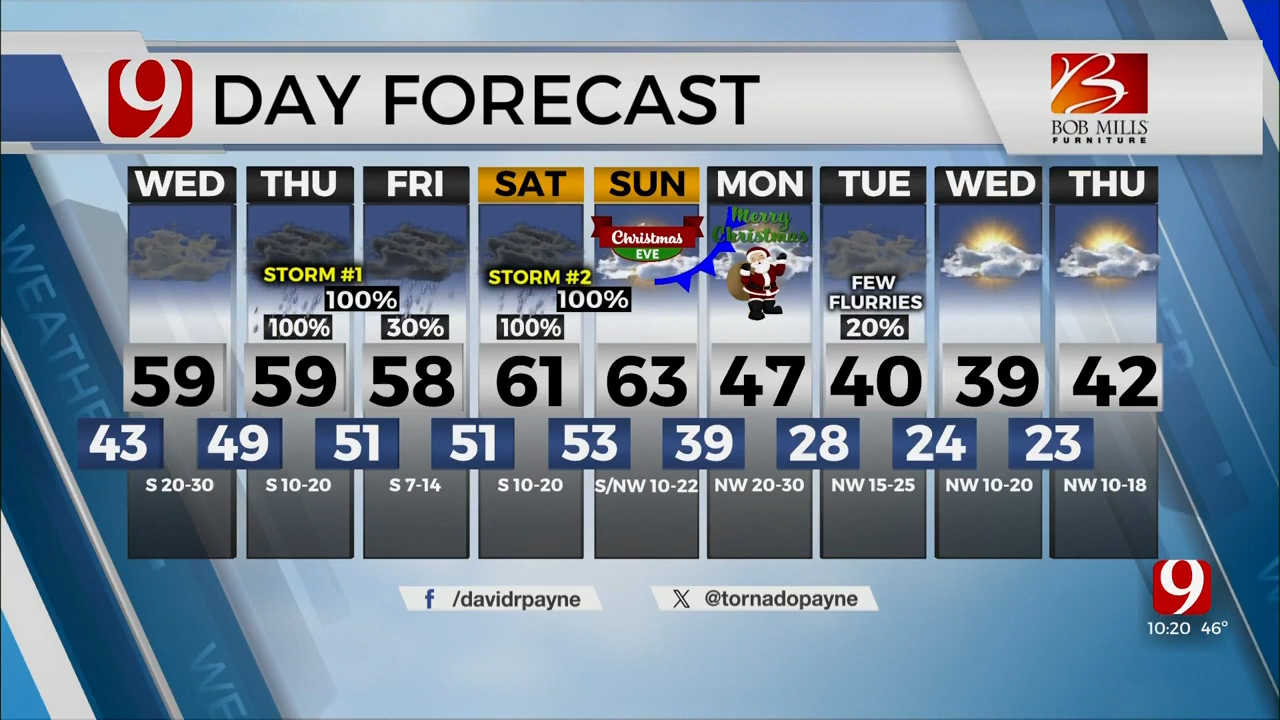 9 DAY FORECAST
B
BOB MILLS
FURNITURE
WED THU FRI SAT SUN MON TUE WED THU
Christmas
EVE
Merry
Christmas
STORM #1
100%
100%
30%
STORM #2
100%
100%
FEW
FLURRIES
20%
59 59 58 61 63 47 40 39 42
43 49 51 51 53 39 28 24 23
S 20-30 S 10-20 S 7-14 S 10-20 S/NW 10-22 NW 20-30 NW 15-25 NW 10-20 NW 10-18
f /davidrpayne
X @tornadopayne
9
10:20 46°
WEATHE